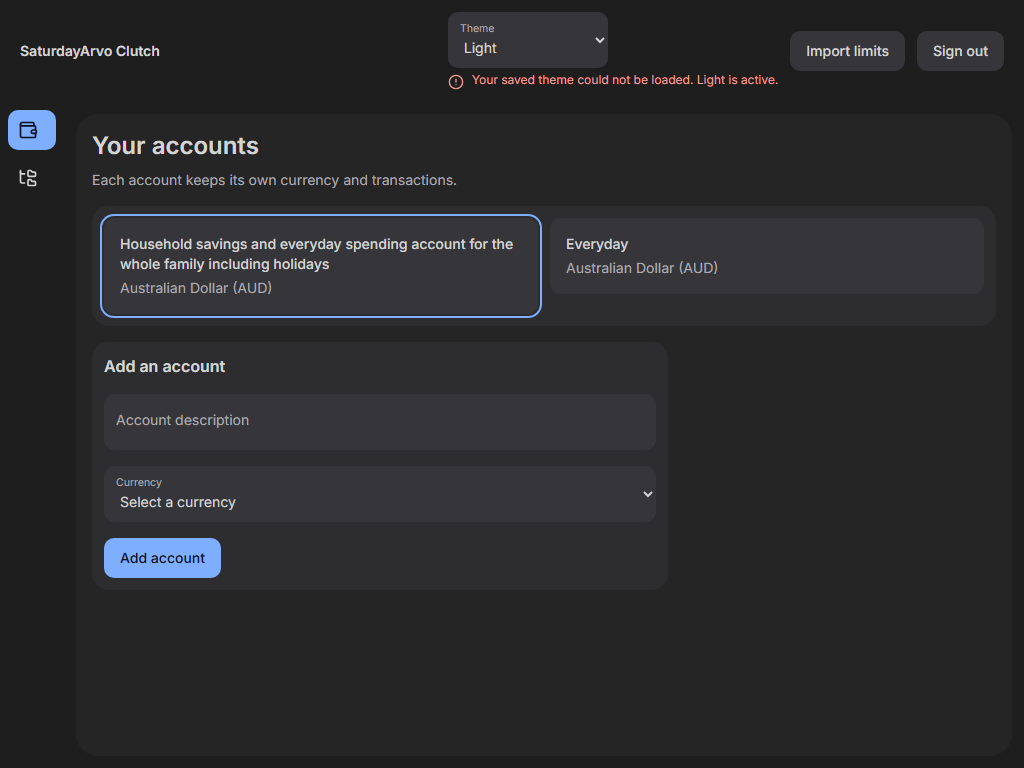 SaturdayArvo Clutch
Theme
Light
Your saved theme could not be loaded. Light is active.
Import limits
Sign out
Your accounts
Each account keeps its own currency and transactions.
Household savings and everyday spending account for the
whole family including holidays
Australian Dollar (AUD)
Everyday
Australian Dollar (AUD)
Add an account
Account description
Currency
Select a currency
Add account